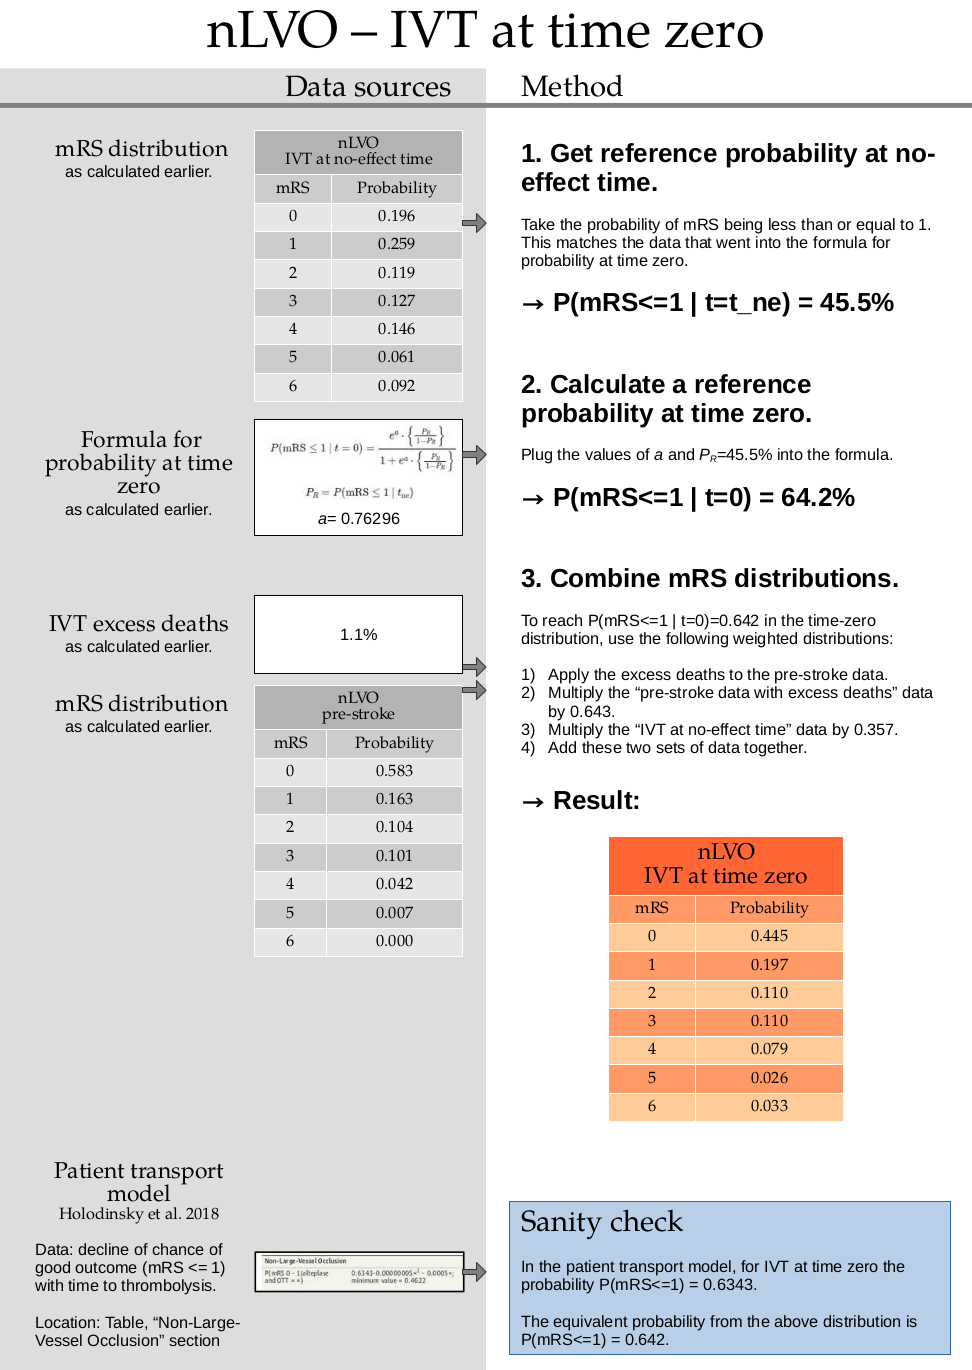 nLVO – IVT at time zero
Data sources
Method
mRS distribution
as calculated earlier.
nLVO
IVT at no-effect time
mRS Probability
0 0.196
1 0.259
2 0.119
3 0.127
4 0.146
5 0.061
6 0.092
1. Get reference probability at no-
effect time.
Take the probability of mRS being less than or equal to 1.
This matches the data that went into the formula for
probability at time zero.
→ P(mRS<=1 | t=t_ne) = 45.5%
Formula for
probability at time
zero
as calculated earlier.
P(mRS ≤ 1 | t = 0) = \frac{e^a · {\frac{P_R}{1−P_R}}}{1 + e^a · {\frac{P_R}{1−P_R}}}
P_R = P(mRS ≤ 1 | t_ne)
a= 0.76296
2. Calculate a reference
probability at time zero.
Plug the values of a and P_R=45.5% into the formula.
→ P(mRS<=1 | t=0) = 64.2%
IVT excess deaths
as calculated earlier.
1.1%
mRS distribution
as calculated earlier.
nLVO
pre-stroke
mRS Probability
0 0.583
1 0.163
2 0.104
3 0.101
4 0.042
5 0.007
6 0.000
3. Combine mRS distributions.
To reach P(mRS<=1 | t=0)=0.642 in the time-zero
distribution, use the following weighted distributions:
1) Apply the excess deaths to the pre-stroke data.
2) Multiply the “pre-stroke data with excess deaths” data
by 0.643.
3) Multiply the “IVT at no-effect time” data by 0.357.
4) Add these two sets of data together.
→ Result:
nLVO
IVT at time zero
mRS Probability
0 0.445
1 0.197
2 0.110
3 0.110
4 0.079
5 0.026
6 0.033
Patient transport
model
Holodinsky et al. 2018
Data: decline of chance of
good outcome (mRS <= 1)
with time to thrombolysis.
Location: Table, “Non-Large-
Vessel Occlusion” section
Non-Large-Vessel Occlusion
P(mRS 0 – 1|alteplase 0.6343-0.00000005×² – 0.0005×;
and OTT = ×) minimum value = 0.4622
Sanity check
In the patient transport model, for IVT at time zero the
probability P(mRS<=1) = 0.6343.
The equivalent probability from the above distribution is
P(mRS<=1) = 0.642.